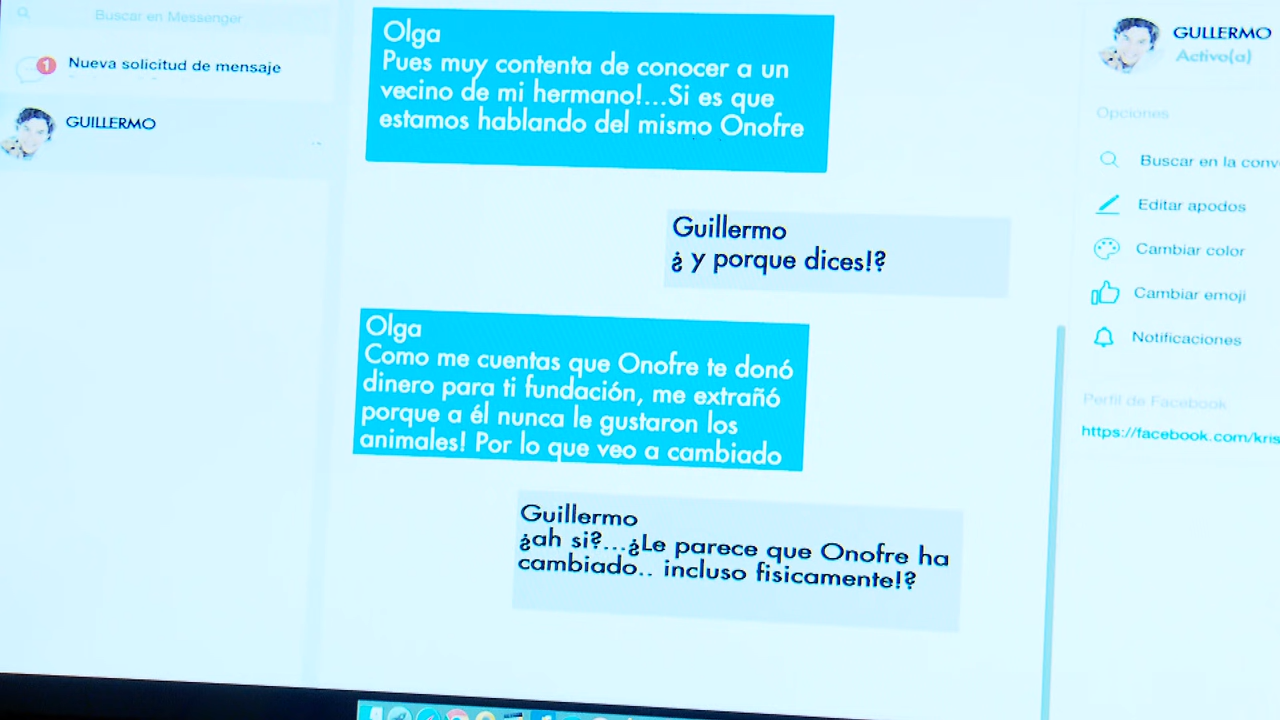 Buscar en Messenger
1
Nueva solicitud de mensaje
GUILLERMO
Olga
Pues muy contenta de conocer a un
vecino de mi hermano!...Si es que
estamos hablando del mismo Onofre
Guillermo
¿ y porque dices!?
Olga
Como me cuentas que Onofre te donó
dinero para ti fundación, me extrañó
porque a él nunca le gustaron los
animales! Por lo que veo a cambiado
Guillermo
¿ah si?...¿Le parece que Onofre ha
cambiado.. incluso fisicamente!?
GULLERMO
Activo(a)
Opciones
Buscar en la conv
Editar apodos
Cambiar color
Cambiar emoji
Notificaciones
Perfil de Facebook
https://facebook.com/kris